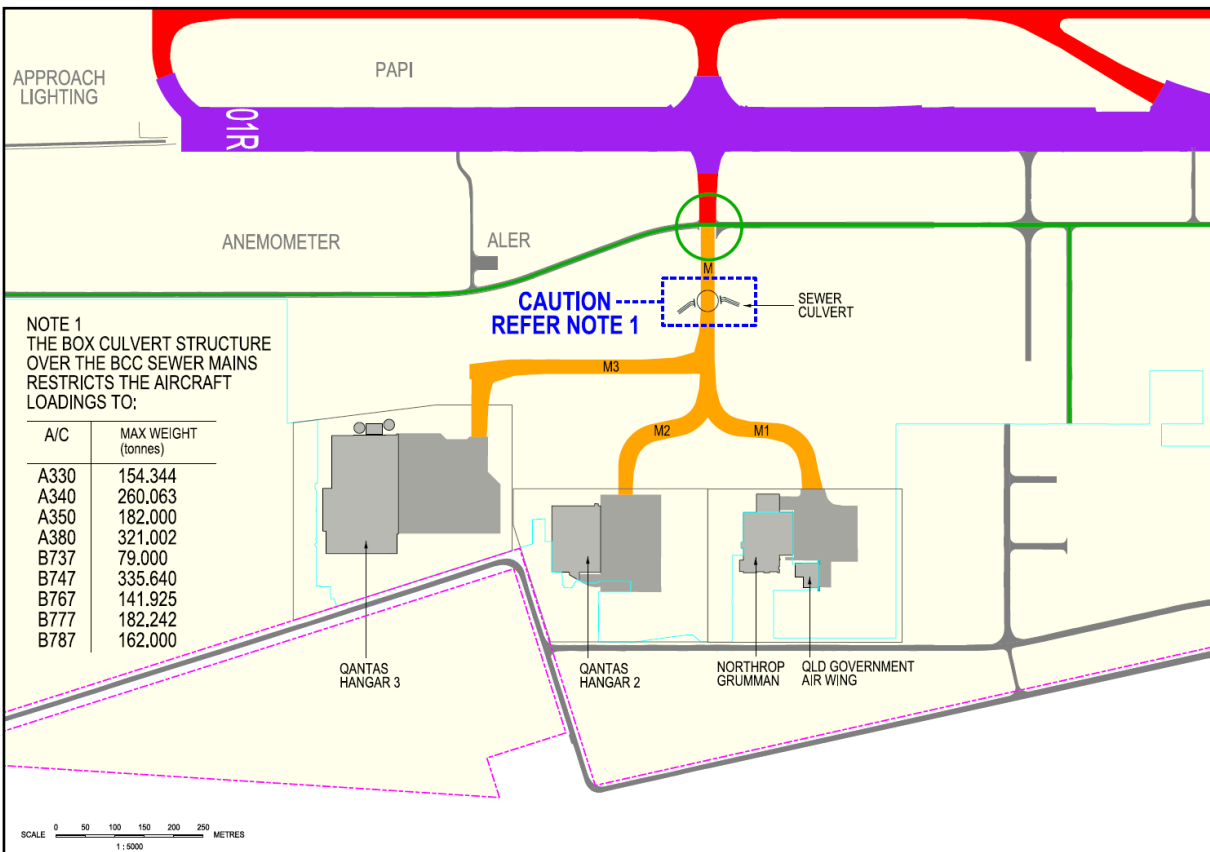 APPROACH
LIGHTING
PAPI
01R
ANEMOMETER
ALER
M
CAUTION
REFER NOTE 1
SEWER
CULVERT
NOTE 1
THE BOX CULVERT STRUCTURE
OVER THE BCC SEWER MAINS
RESTRICTS THE AIRCRAFT
LOADINGS TO:
A/C MAX WEIGHT
(tonnes)
A330 154.344
A340 260.063
A350 182.000
A380 321.002
B737 79.000
B747 335.640
B767 141.925
B777 182.242
B787 162.000
M3
M2
M1
QANTAS
HANGAR 3
QANTAS
HANGAR 2
NORTHROP
GRUMMAN
QLD GOVERNMENT
AIR WING
SCALE 0 50 100 150 200 250 METRES
1 : 5000